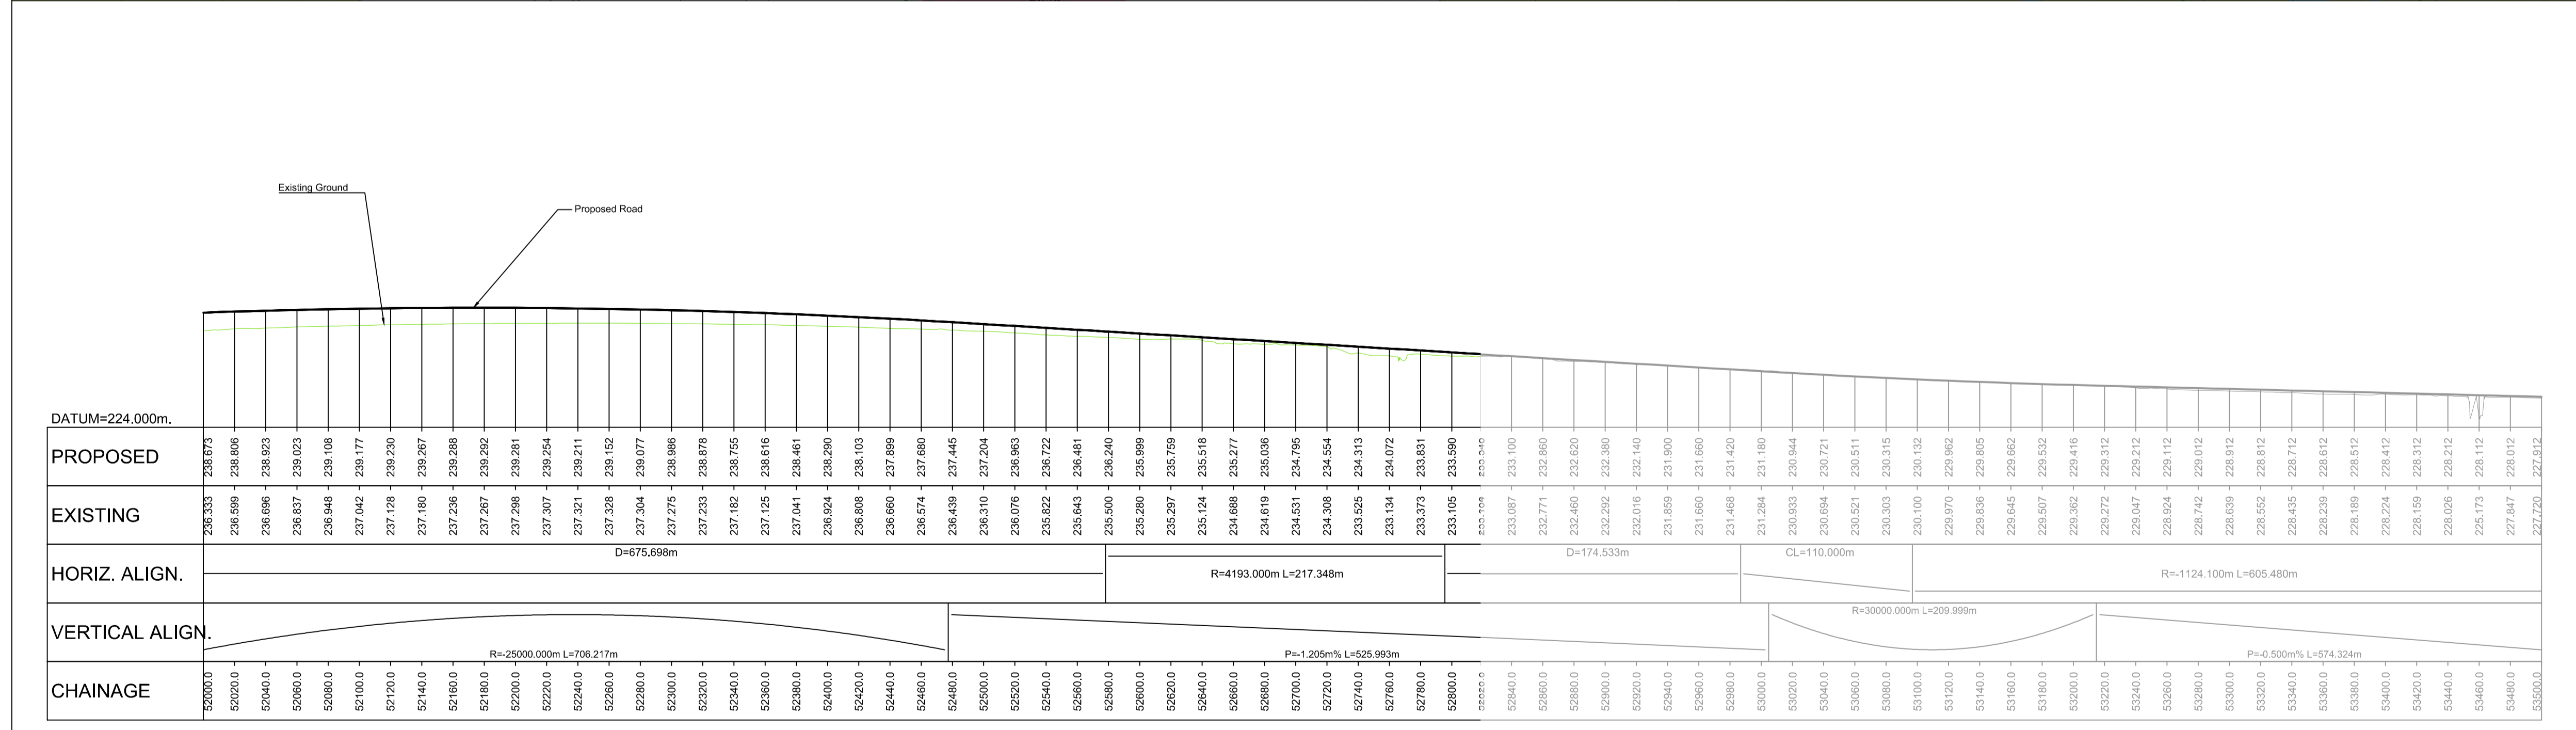 Existing Ground
Proposed Road
DATUM=224.000m.
PROPOSED
238.673 238.806 238.923 239.023 239.108 239.177 239.230 239.267 239.288 239.292 239.281 239.254 239.211 239.152 239.077 238.986 238.878 238.755 238.616 238.461 238.290 238.103 237.899 237.680 237.445 237.204 236.963 236.722 236.481 236.240 235.999 235.759 235.518 235.277 235.036 234.795 234.554 234.313 234.072 233.831 233.590 233.100 232.860 232.620 232.380 232.140 231.900 231.660 231.420 231.180 230.944 230.721 230.511 230.315 230.132 229.962 229.805 229.662 229.532 229.416 229.312 229.212 229.112 229.012 228.912 228.812 228.712 228.612 228.512 228.412 228.312 228.212 228.112 228.012 227.912
EXISTING
236.333 236.599 236.696 236.837 236.948 237.042 237.128 237.180 237.236 237.267 237.298 237.307 237.321 237.328 237.304 237.275 237.233 237.182 237.125 237.041 236.924 236.808 236.660 236.574 236.439 236.310 236.076 235.822 235.643 235.500 235.280 235.297 235.124 234.688 234.619 234.531 234.308 233.525 233.134 233.373 233.105 233.087 232.771 232.460 232.292 232.016 231.859 231.660 231.468 231.284 230.933 230.694 230.521 230.303 230.100 229.970 229.836 229.645 229.507 229.362 229.272 229.047 228.924 228.742 228.639 228.552 228.435 228.239 228.189 228.224 228.159 228.026 225.173 227.847 227.720
HORIZ. ALIGN.
D=675.698m
R=4193.000m L=217.348m
D=174.533m
CL=110.000m
R=-1124.100m L=605.480m
VERTICAL ALIGN.
R=-25000.000m L=706.217m
P=-1.205m% L=525.993m
R=30000.000m L=209.999m
P=-0.500m% L=574.324m
CHAINAGE
52000.0 52020.0 52040.0 52060.0 52080.0 52100.0 52120.0 52140.0 52160.0 52180.0 52200.0 52220.0 52240.0 52260.0 52280.0 52300.0 52320.0 52340.0 52360.0 52380.0 52400.0 52420.0 52440.0 52460.0 52480.0 52500.0 52520.0 52540.0 52560.0 52580.0 52600.0 52620.0 52640.0 52660.0 52680.0 52700.0 52720.0 52740.0 52760.0 52780.0 52800.0 52820.0 52840.0 52860.0 52880.0 52900.0 52920.0 52940.0 52960.0 52980.0 53000.0 53020.0 53040.0 53060.0 53080.0 53100.0 53120.0 53140.0 53160.0 53180.0 53200.0 53220.0 53240.0 53260.0 53280.0 53300.0 53320.0 53340.0 53360.0 53380.0 53400.0 53420.0 53440.0 53460.0 53480.0 53500.0